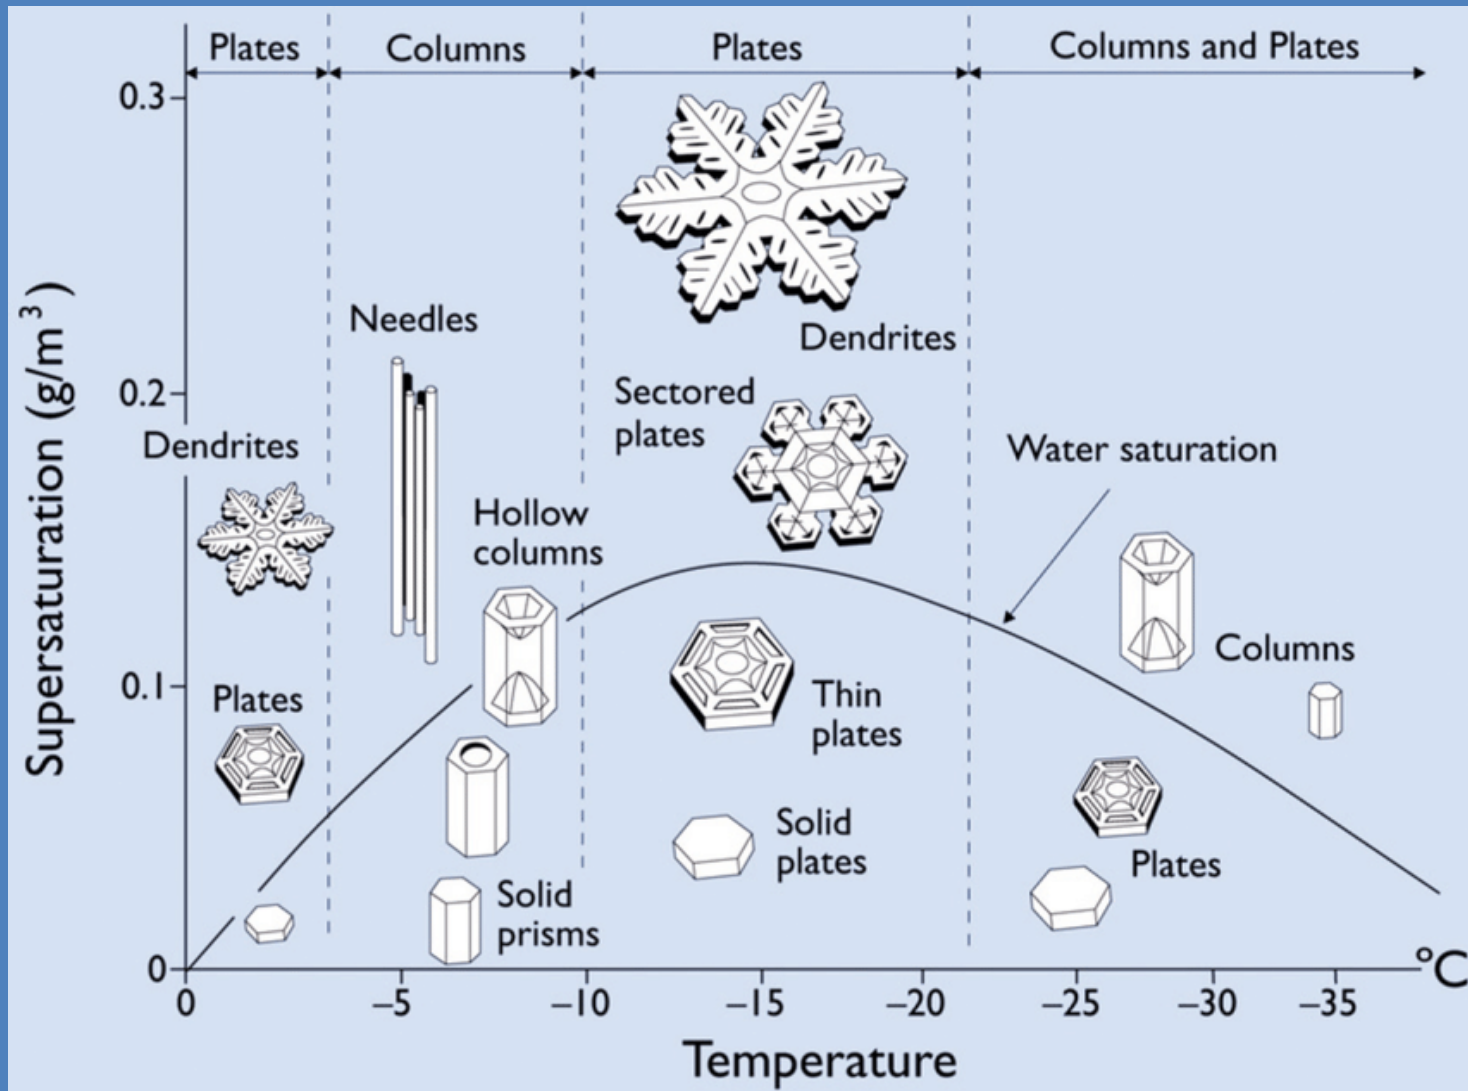 Plates
Columns
Plates
Columns and Plates
0.3
Needles
Dendrites
Sectored
plates
0.2
Dendrites
Water saturation
Hollow
columns
Columns
0.1
Plates
Thin
plates
Solid
plates
Plates
Solid
prisms
0
°C
0
–5
–10
–15
–20
–25
–30
–35
Temperature
Supersaturation (g/m³)